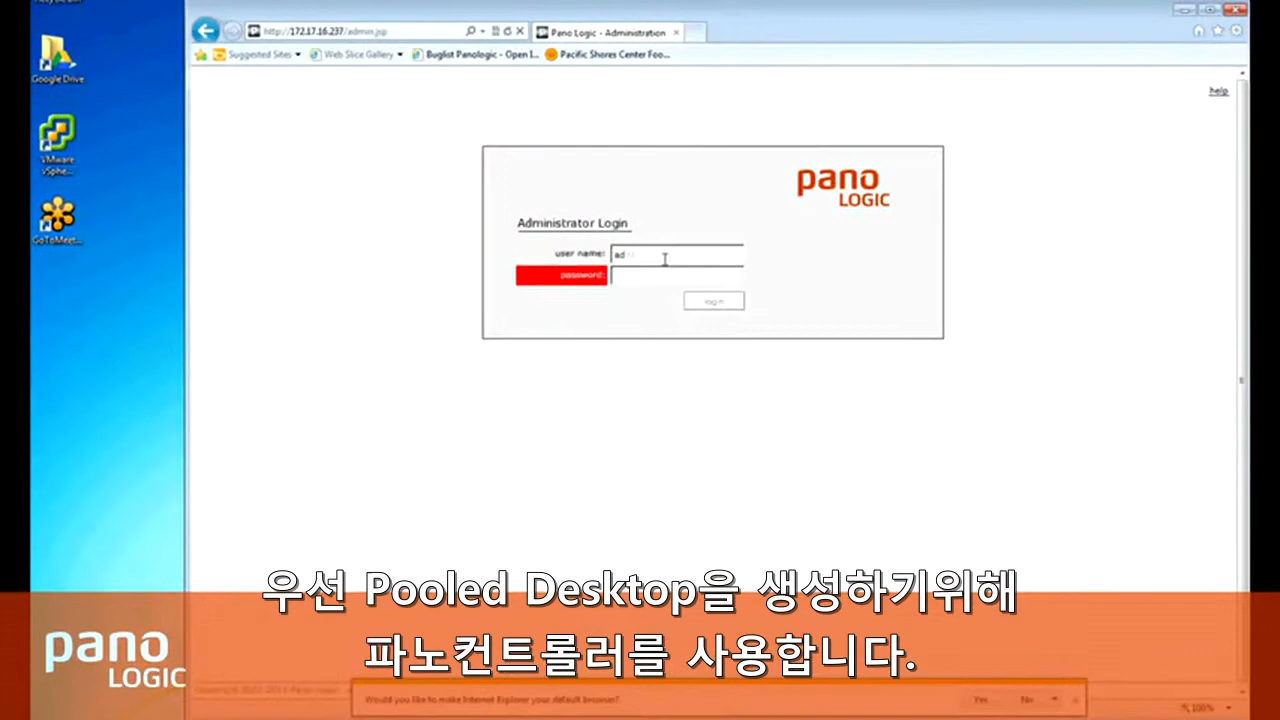 http://172.17.16.237/admin.jsp
Pano Logic - Administration
Suggested Sites
Web Slice Gallery
Buglist Panologic - Open I...
Pacific Shores Center Foo...
Google Drive
help
VMware
vSphe...
pano
LOGIC
GoToMeet...
Administrator Login
user name:
ad
password:
log in
우선 Pooled Desktop을 생성하기위해
파노컨트롤러를 사용합니다.
pano
LOGIC
Would you like to make Internet Explorer your default browser?
Yes
No
100%